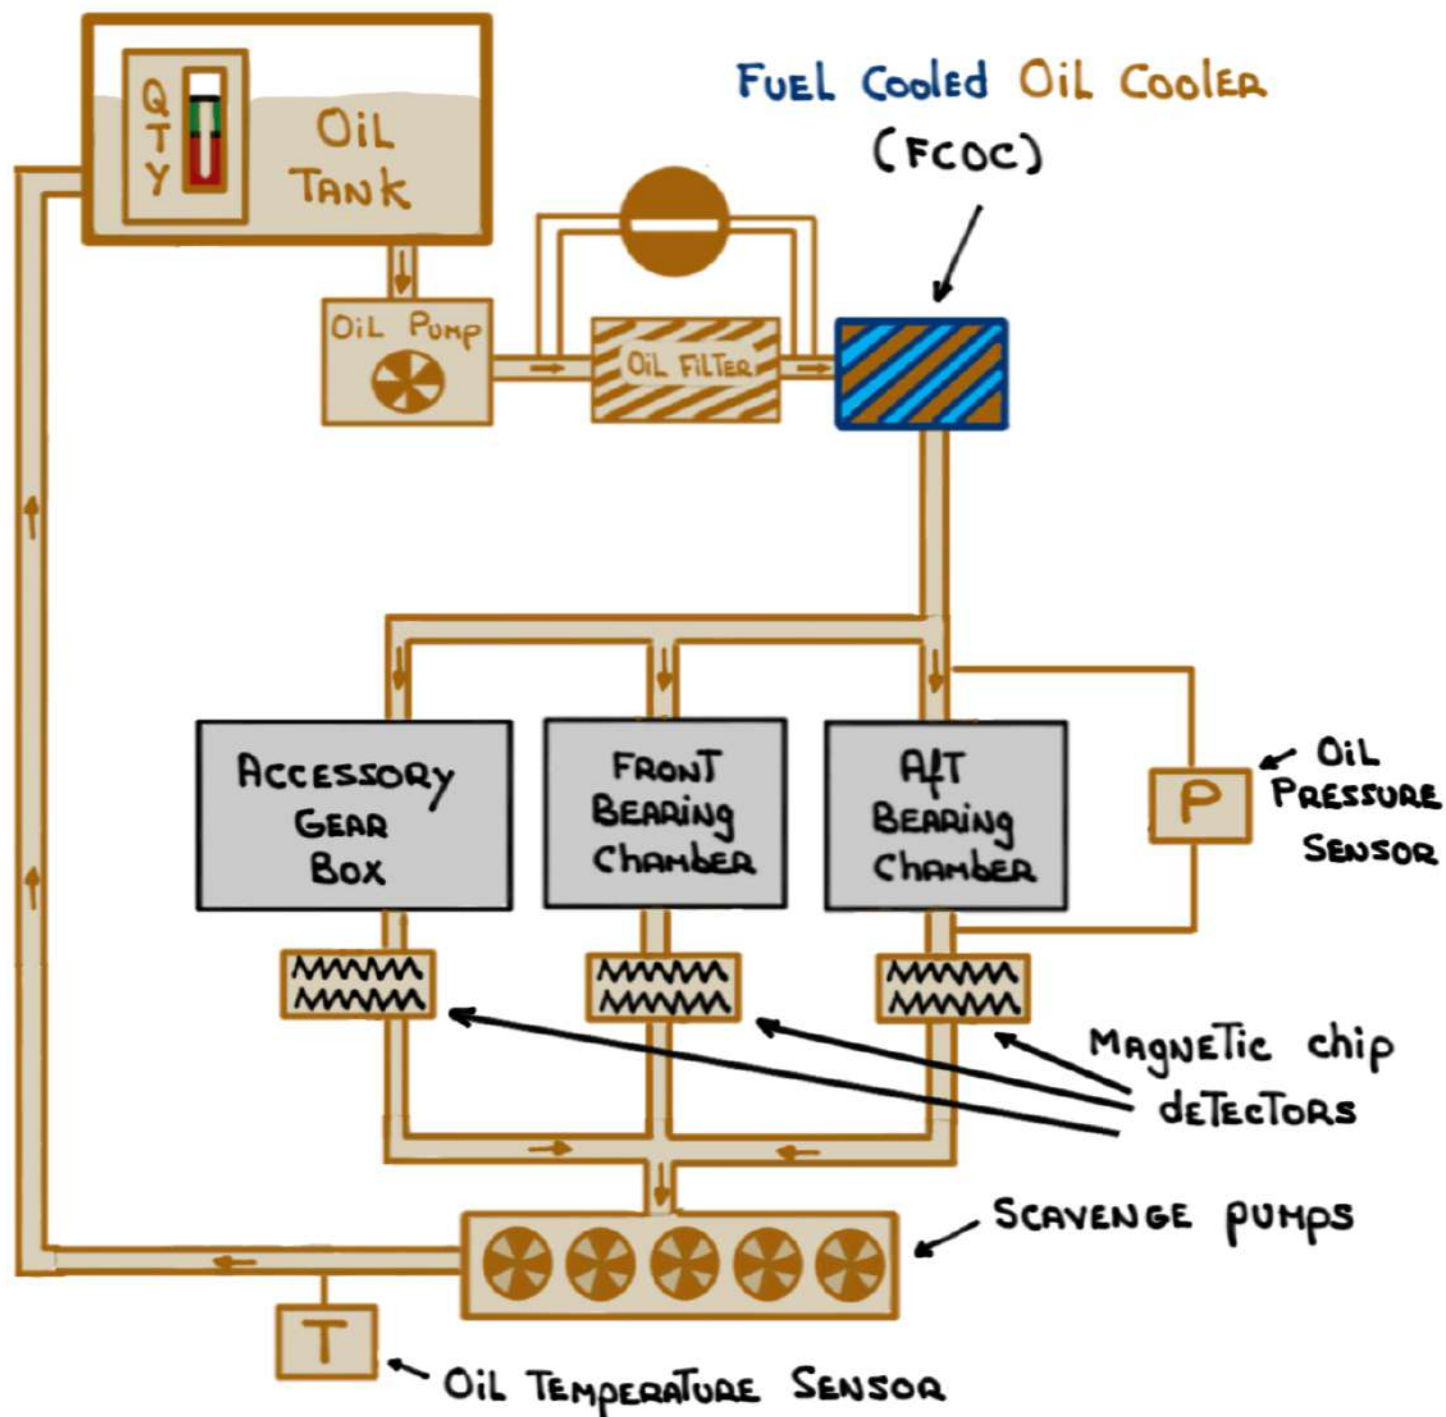 QTY
OiL
TANK
FUEL Cooled Oil CooLER
(FCOC)
OiL PUMP
OiL FiLTER
ACCESSORY
GEAR
BOX
FRONT
BEARING
ChAMbER
AfT
BEARING
ChAMbER
P
OiL
PRESSURE
SENSOR
MAgNETic chip
dETEcTORS
SCAVENgE pUMPS
T
OiL TEMpERATURE SENSOR